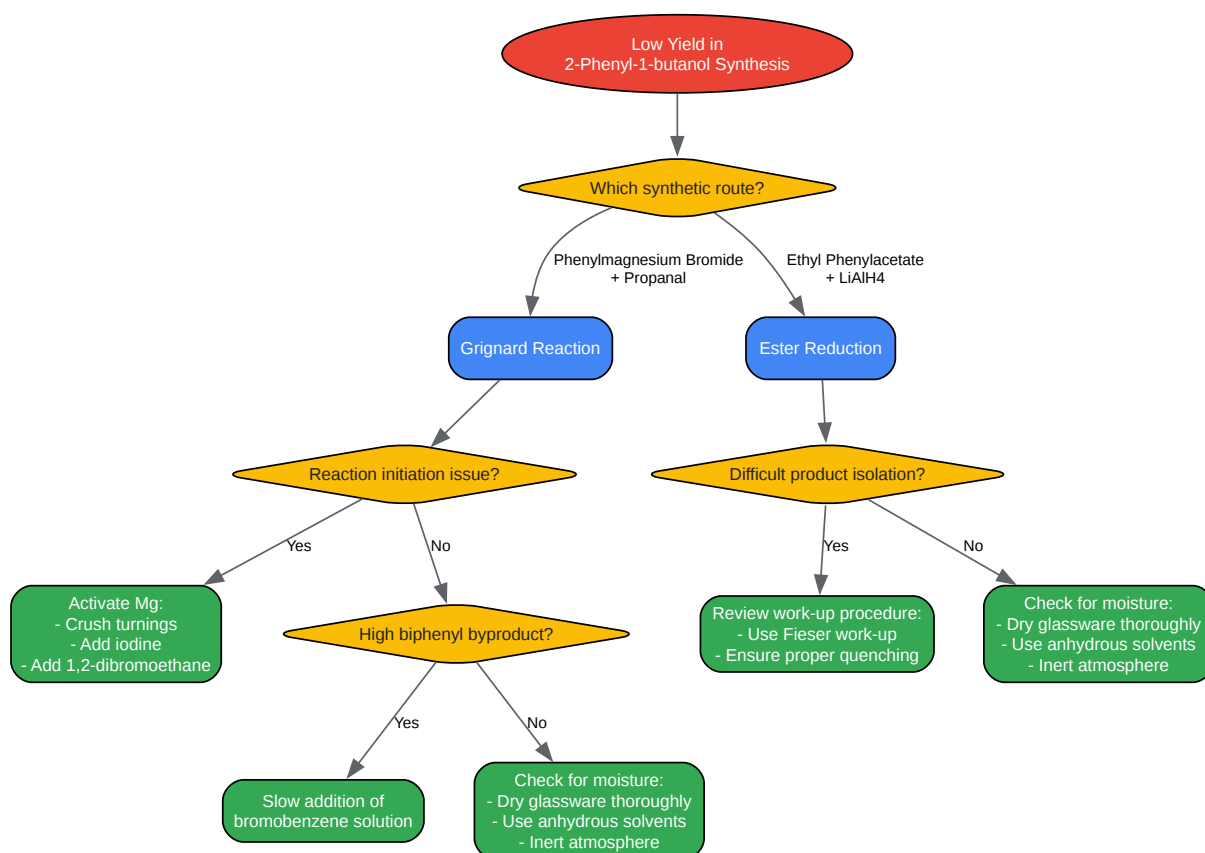 Low Yield in
2-Phenyl-1-butanol Synthesis
Which synthetic route?
Phenylmagnesium Bromide
+ Propanal
Ethyl Phenylacetate
+ LiAlH4
Grignard Reaction
Ester Reduction
Reaction initiation issue?
Difficult product isolation?
Yes
No
Yes
No
Activate Mg:
- Crush turnings
- Add iodine
- Add 1,2-dibromoethane
High biphenyl byproduct?
Review work-up procedure:
- Use Fieser work-up
- Ensure proper quenching
Check for moisture:
- Dry glassware thoroughly
- Use anhydrous solvents
- Inert atmosphere
Yes
No
Slow addition of
bromobenzene solution
Check for moisture:
- Dry glassware thoroughly
- Use anhydrous solvents
- Inert atmosphere